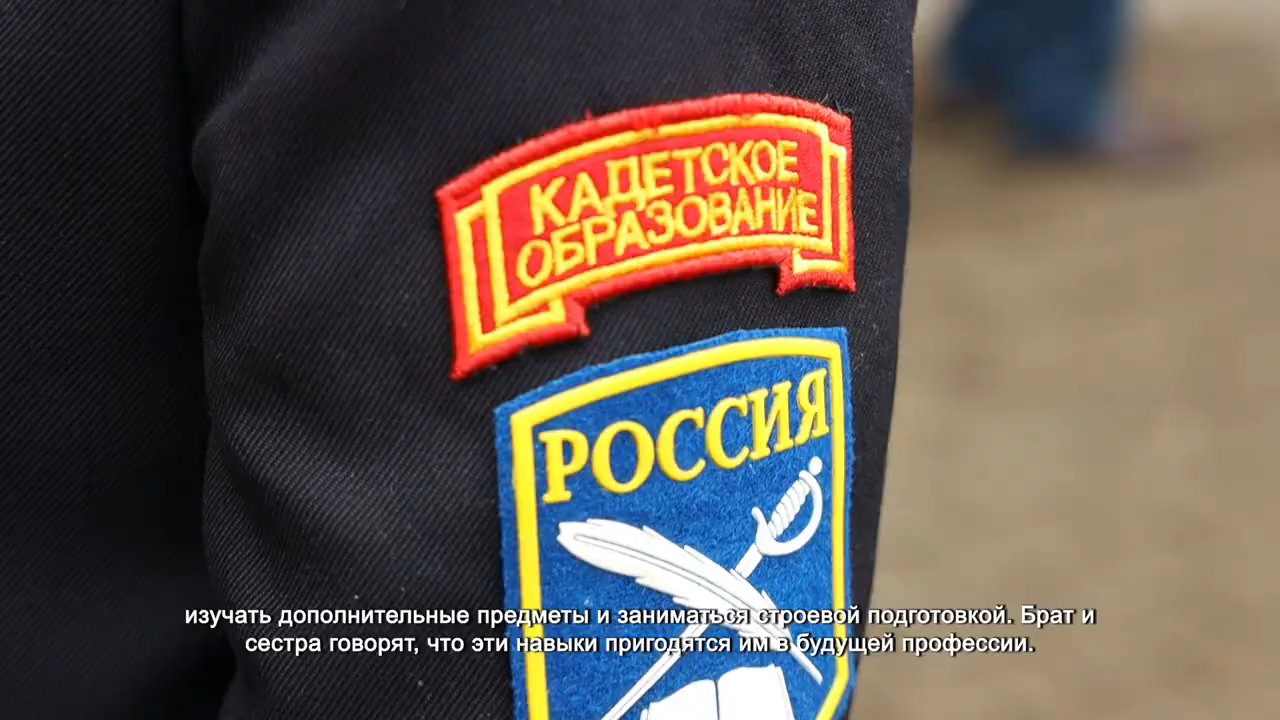 КАДЕТСКОЕ
ОБРАЗОВАНИЕ
РОССИЯ
изучать дополнительные предметы и заниматься строевой подготовкой. Брат и
сестра говорят, что эти навыки пригодятся им в будущей профессии.